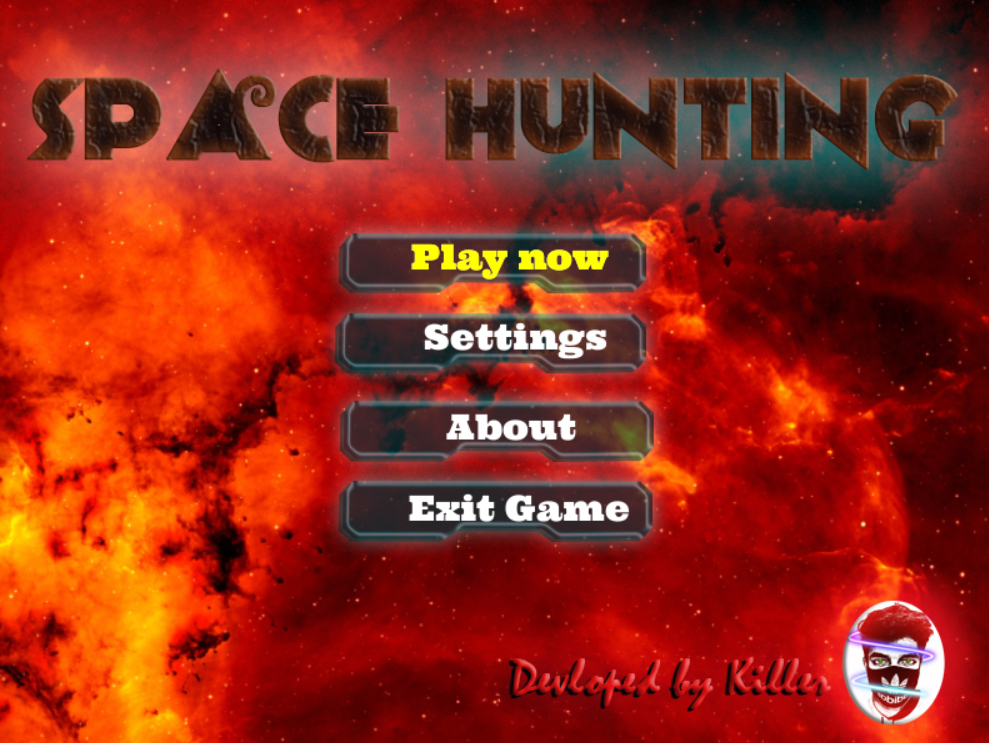 SPACE HUNTING
Play now
Settings
About
Exit Game
Devloped by Killer